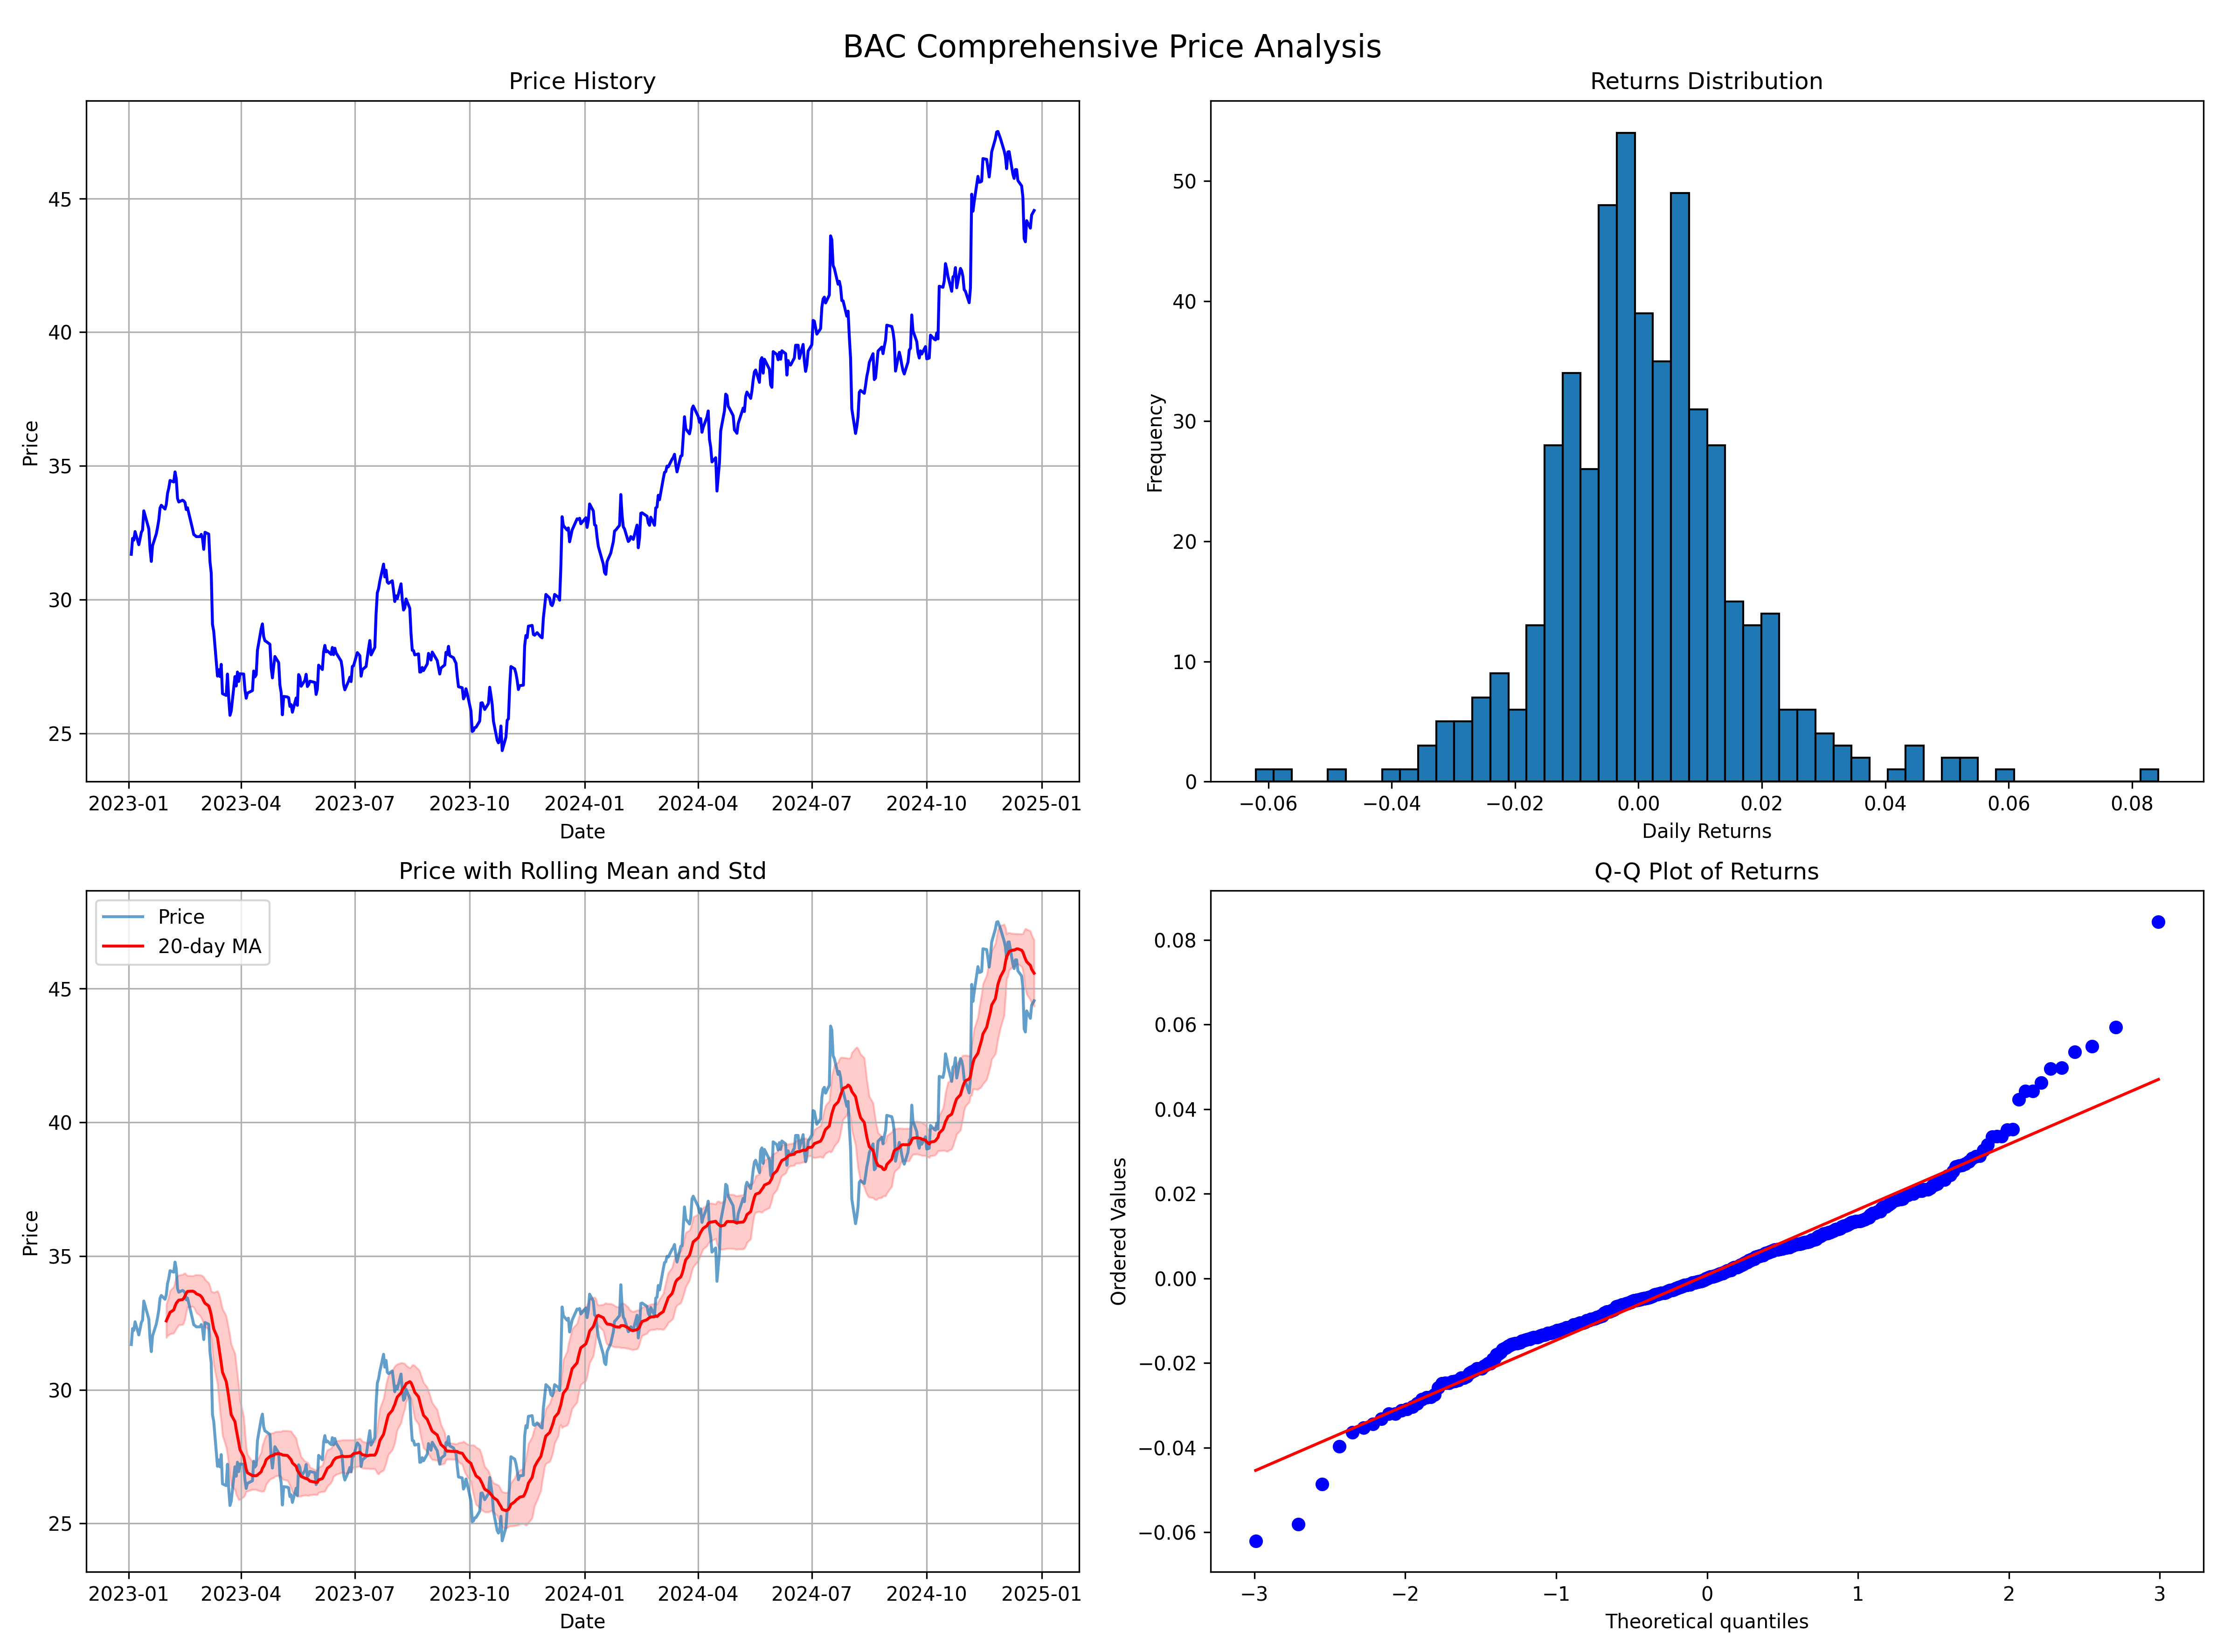 BAC Comprehensive Price Analysis
Price History
Price
45
40
35
30
25
2023-01 2023-04 2023-07 2023-10 2024-01 2024-04 2024-07 2024-10 2025-01
Date
Returns Distribution
Frequency
50
40
30
20
10
0
−0.06 −0.04 −0.02 0.00 0.02 0.04 0.06 0.08
Daily Returns
Price with Rolling Mean and Std
Price
20-day MA
Price
45
40
35
30
25
2023-01 2023-04 2023-07 2023-10 2024-01 2024-04 2024-07 2024-10 2025-01
Date
Q-Q Plot of Returns
Ordered Values
0.08
0.06
0.04
0.02
0.00
−0.02
−0.04
−0.06
−3 −2 −1 0 1 2 3
Theoretical quantiles